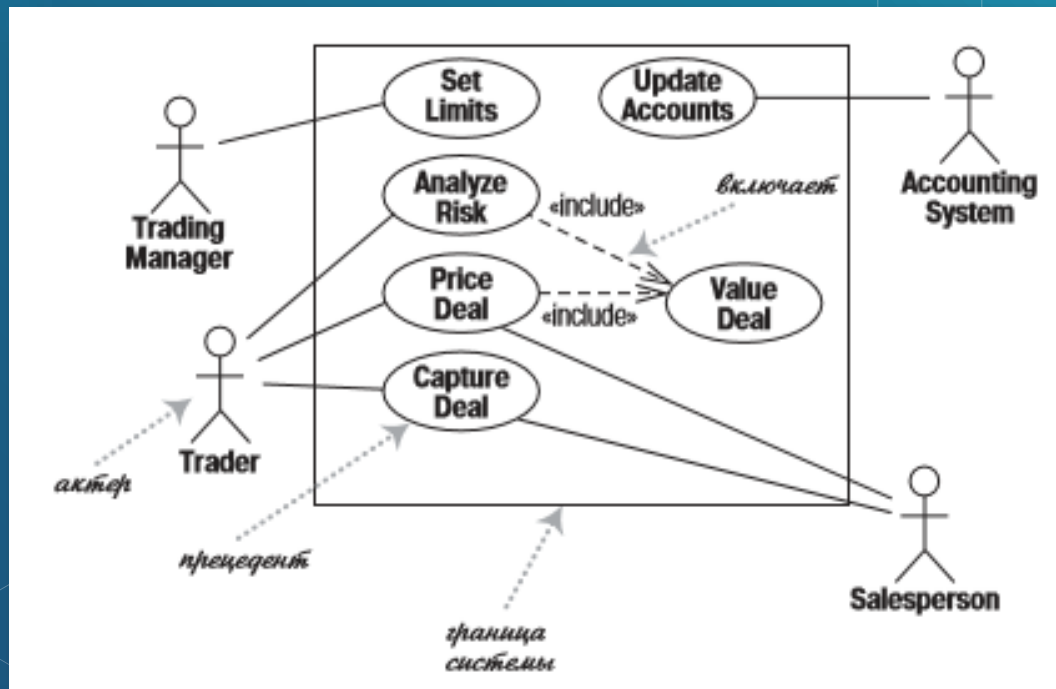 Set
Limits
Update
Accounts
Trading
Manager
Analyze
Risk
«include»
включает
Accounting
System
Price
Deal
«include»
Value
Deal
Capture
Deal
Trader
актер
прецедент
Salesperson
граница
системы